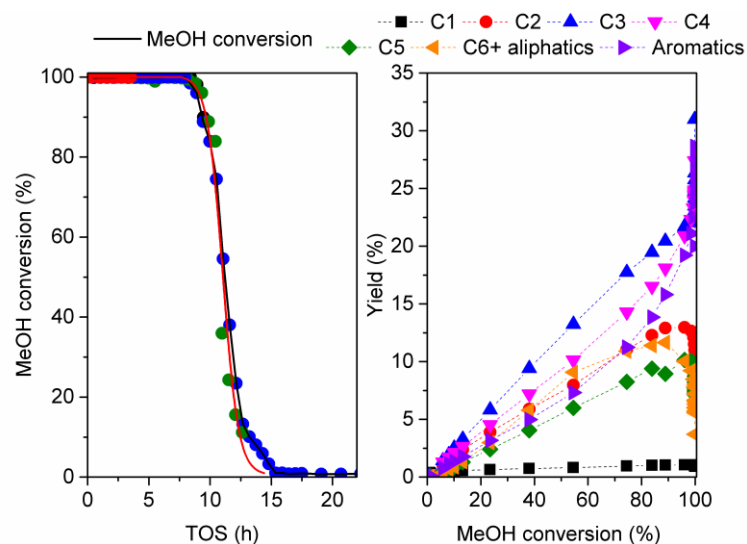 C1 C2 C3 C4
MeOH conversion
C5 C6+ aliphatics Aromatics
100
80
60
40
20
0
MeOH conversion (%)
0 5 10 15 20
TOS (h)
35
30
25
20
15
10
5
0
Yield (%)
0 20 40 60 80 100
MeOH conversion (%)